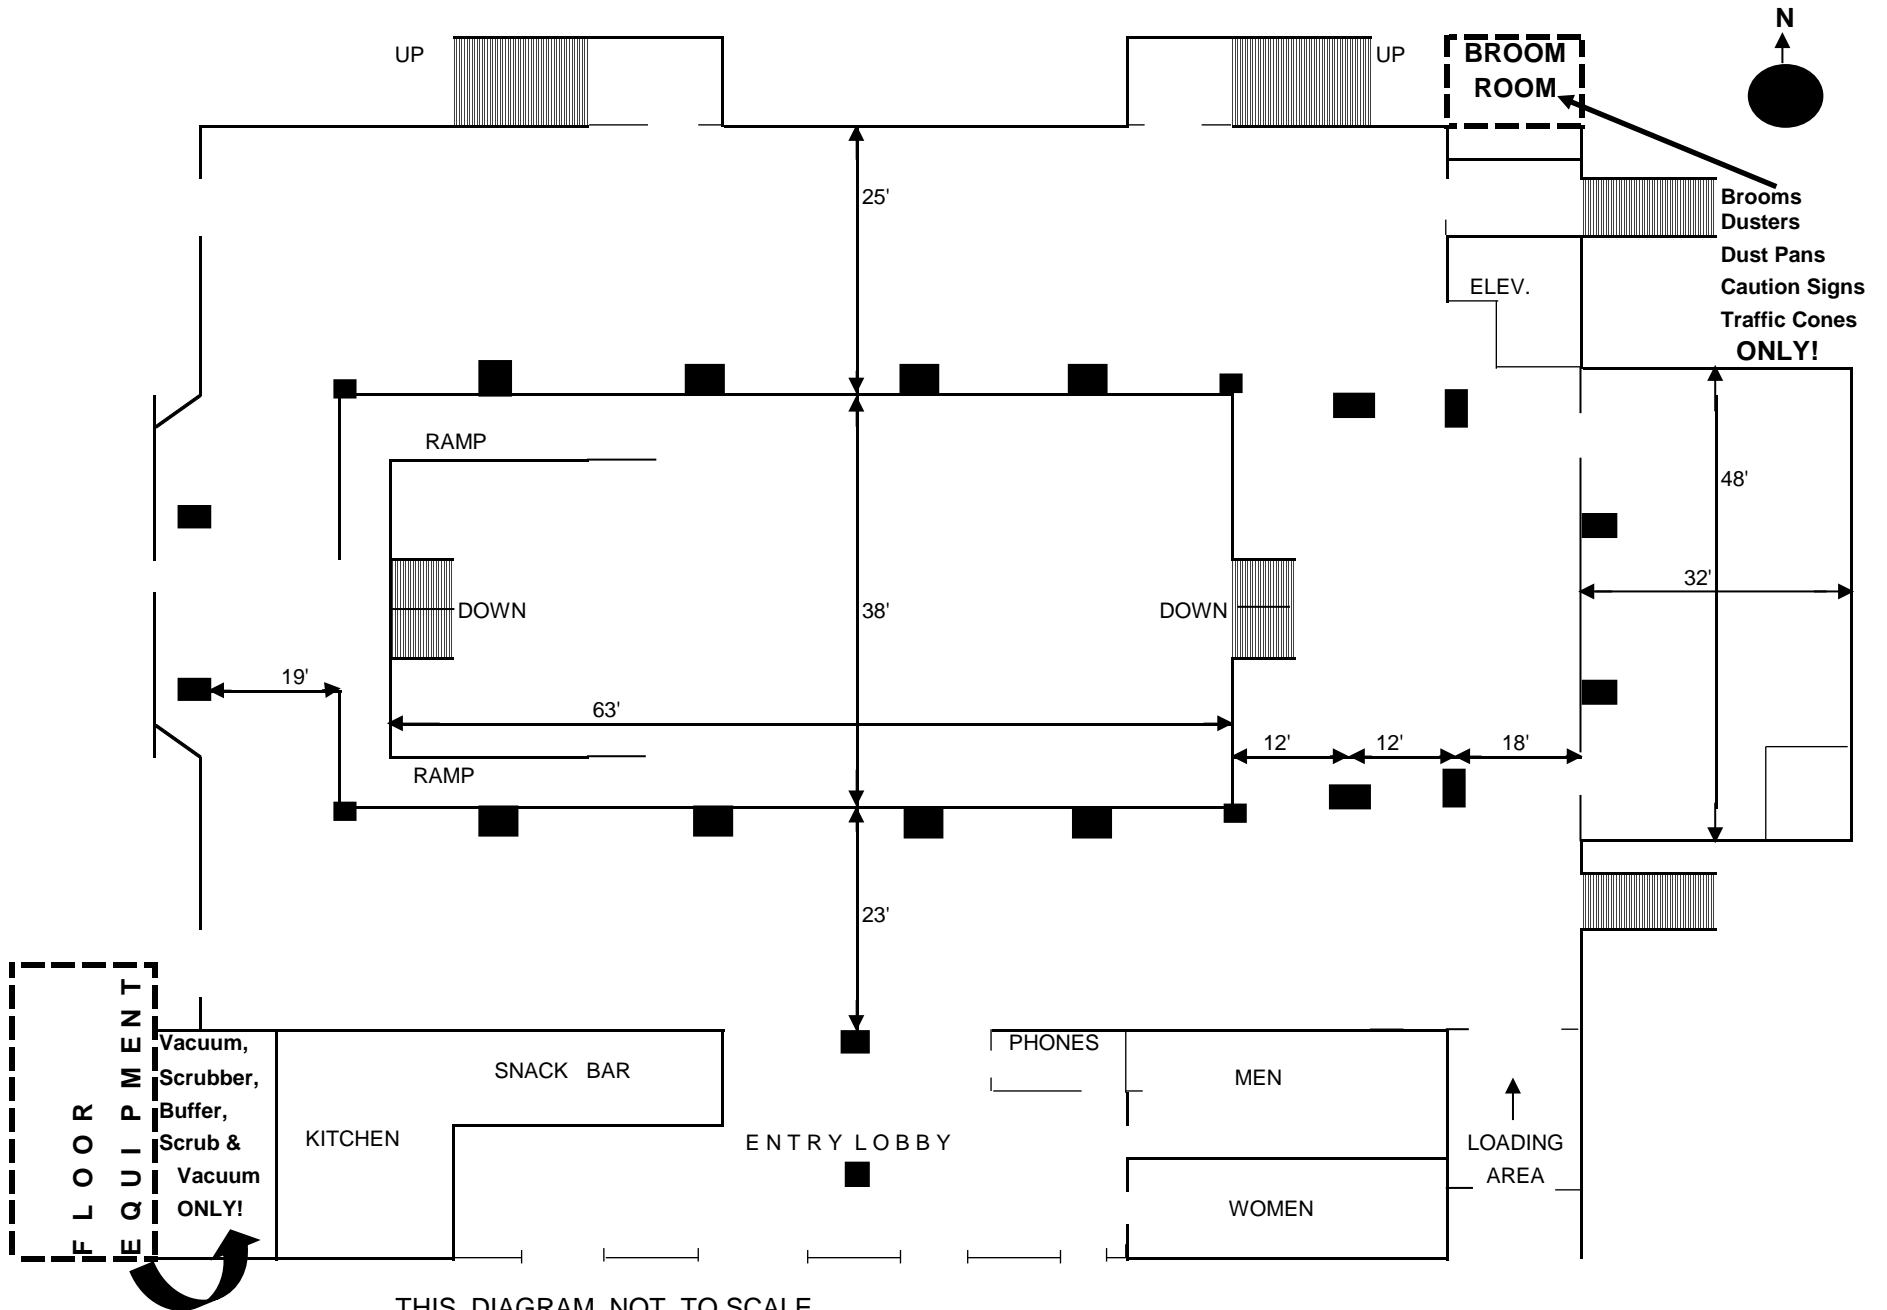 N
UP
UP
BROOM
ROOM
25'
Brooms
Dusters
Dust Pans
Caution Signs
Traffic Cones
ONLY!
ELEV.
RAMP
48'
32'
DOWN
38'
DOWN
19'
63'
12'
12'
18'
RAMP
23'
FLOOR
EQUIPMENT
Vacuum,
Scrubber,
Buffer,
Scrub &
Vacuum
ONLY!
SNACK BAR
KITCHEN
PHONES
MEN
ENTRY LOBBY
LOADING
AREA
WOMEN
THIS DIAGRAM NOT TO SCALE